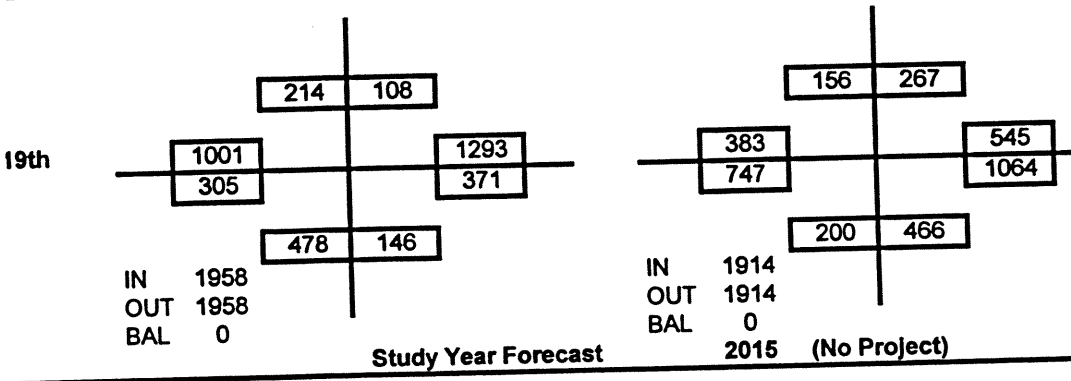 214 108 156 267
19th 1001 1293 383 545
305 371 747 1064
478 146 200 466
IN 1958 IN 1914
OUT 1958 OUT 1914
BAL 0 BAL 0
Study Year Forecast 2015 (No Project)